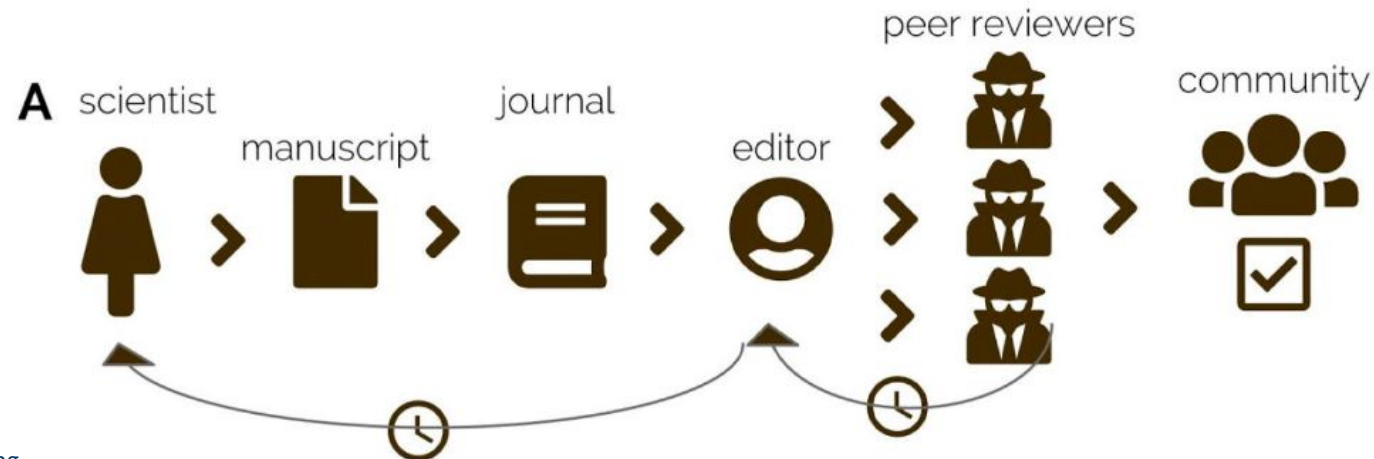 A
scientist
manuscript
journal
editor
peer reviewers
community